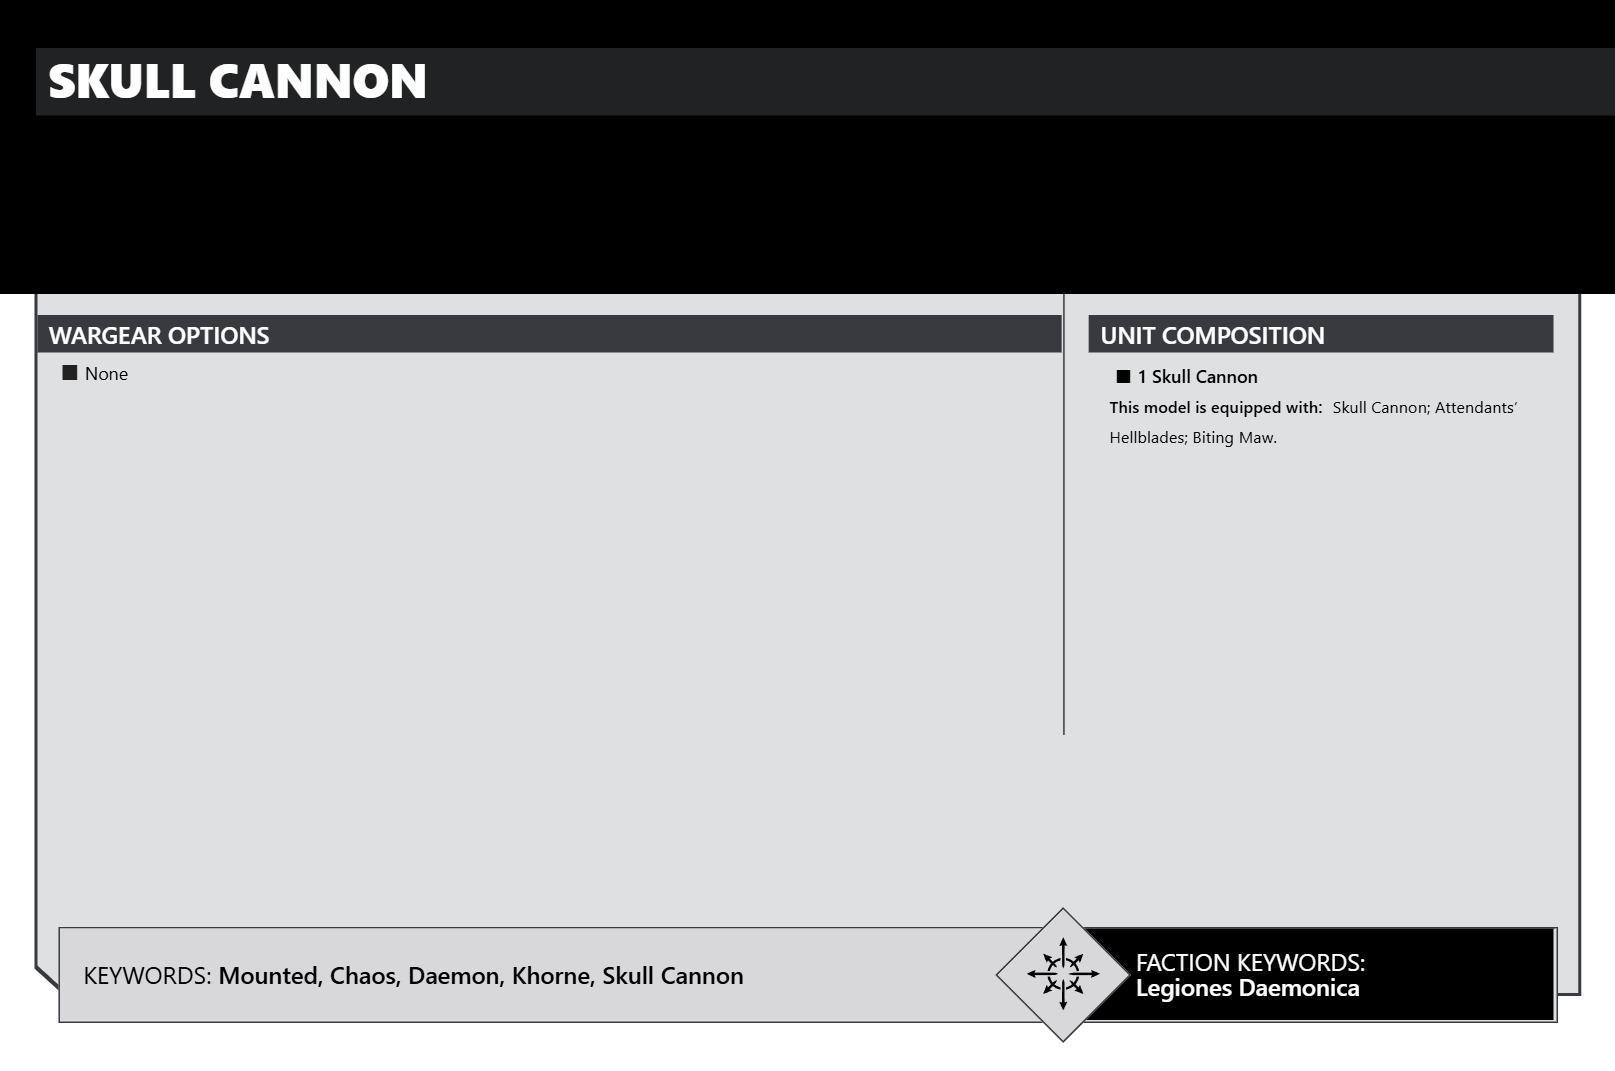 SKULL CANNON
WARGEAR OPTIONS
■ None
UNIT COMPOSITION
■ 1 Skull Cannon
This model is equipped with: Skull Cannon; Attendants’
Hellblades; Biting Maw.
KEYWORDS: Mounted, Chaos, Daemon, Khorne, Skull Cannon
FACTION KEYWORDS:
Legiones Daemonica